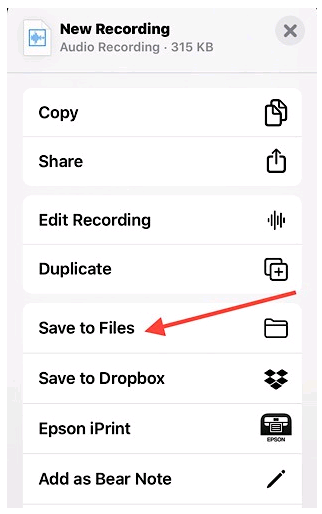 New Recording
Audio Recording · 315 KB
Copy
Share
Edit Recording
Duplicate
Save to Files
Save to Dropbox
Epson iPrint
EPSON
Add as Bear Note